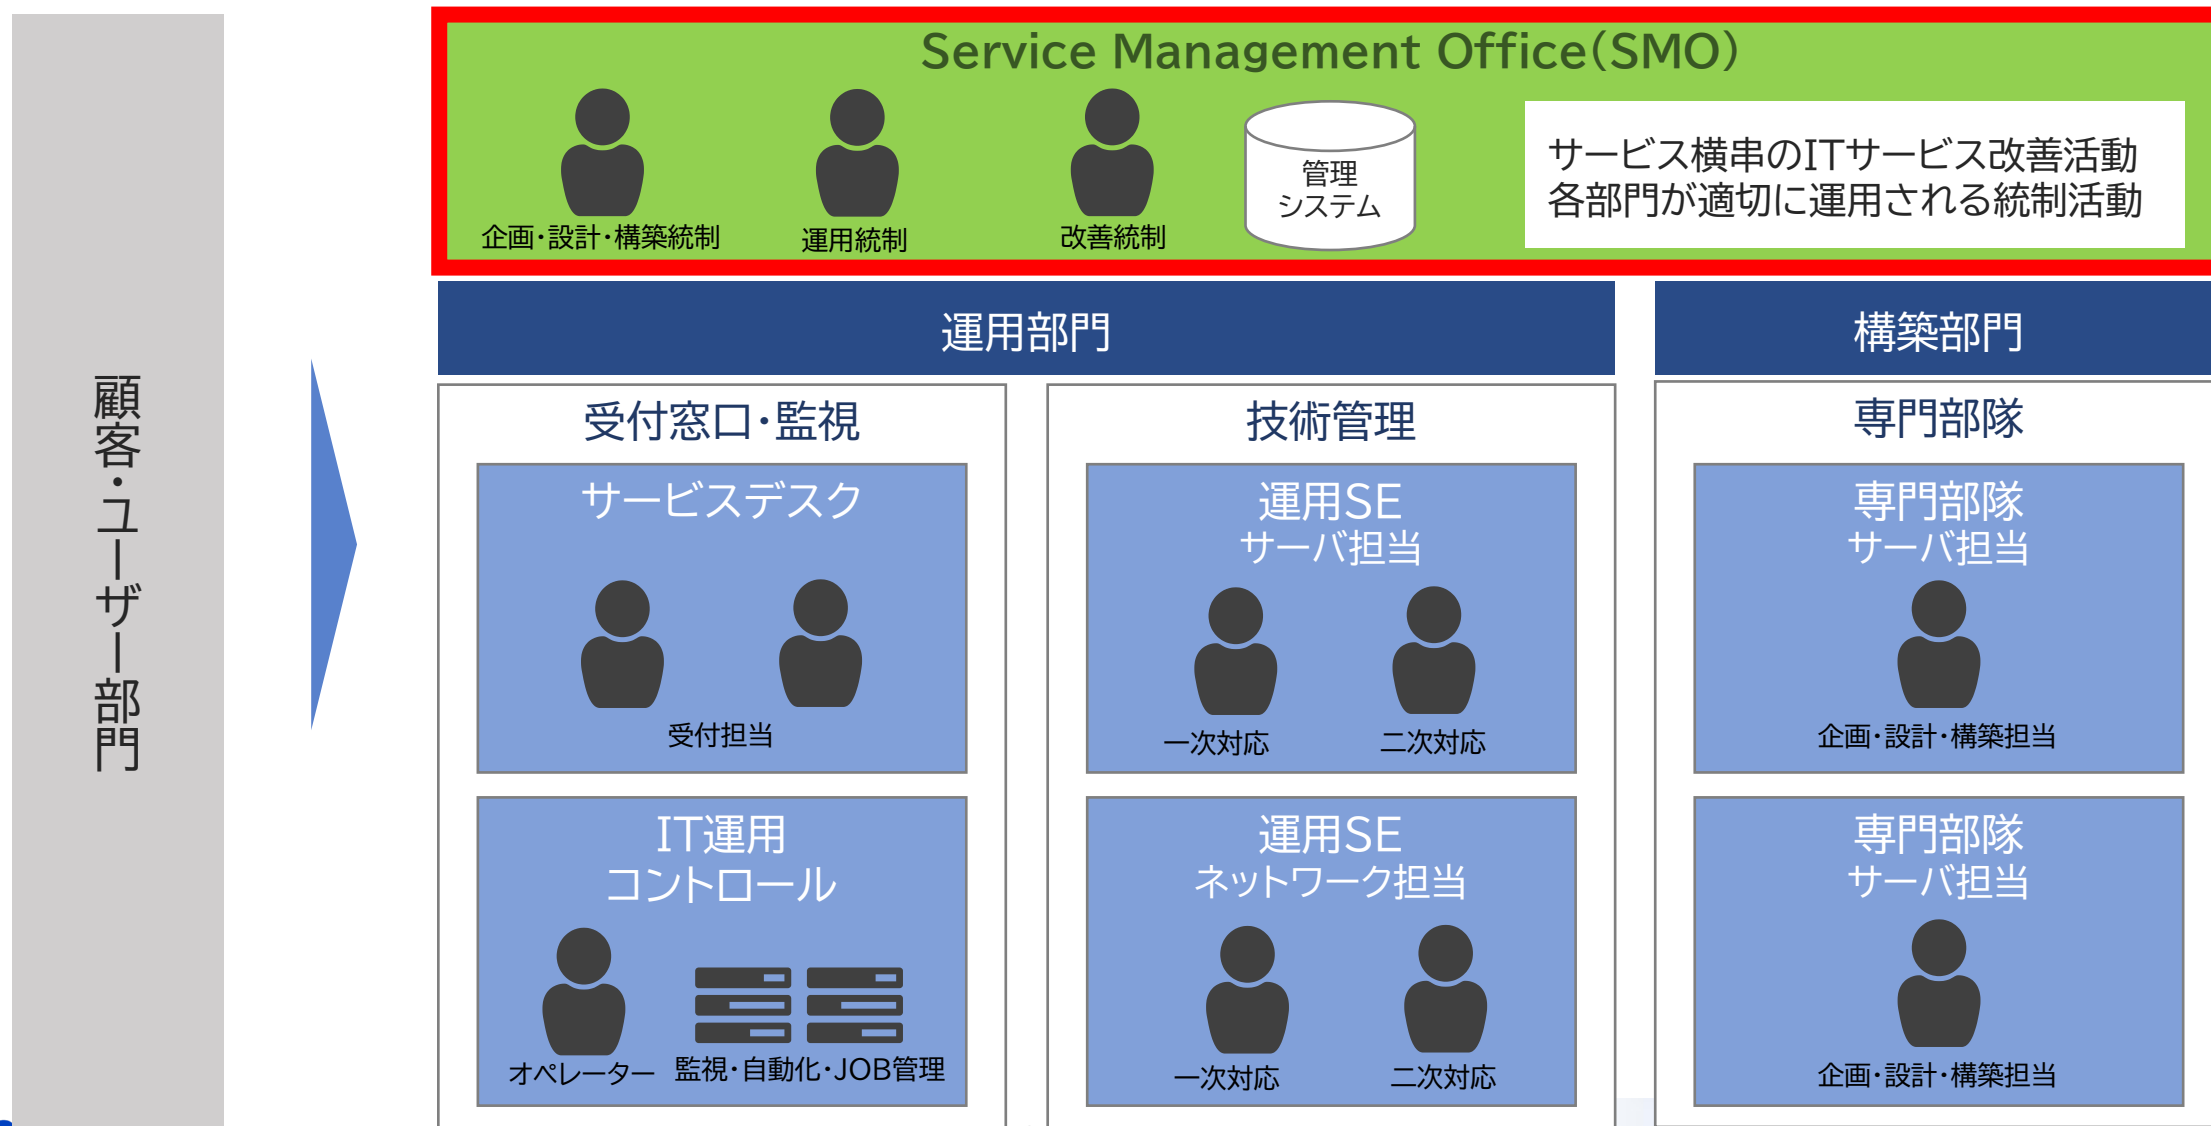 顧客・ユーザー部門
Service Management Office(SMO)
企画・設計・構築統制
運用統制
改善統制
管理
システム
サービス横串のITサービス改善活動
各部門が適切に運用される統制活動
運用部門
構築部門
受付窓口・監視
技術管理
専門部隊
サービスデスク
受付担当
運用SE
サーバ担当
一次対応
二次対応
専門部隊
サーバ担当
企画・設計・構築担当
IT運用
コントロール
オペレーター
監視・自動化・JOB管理
運用SE
ネットワーク担当
一次対応
二次対応
専門部隊
サーバ担当
企画・設計・構築担当